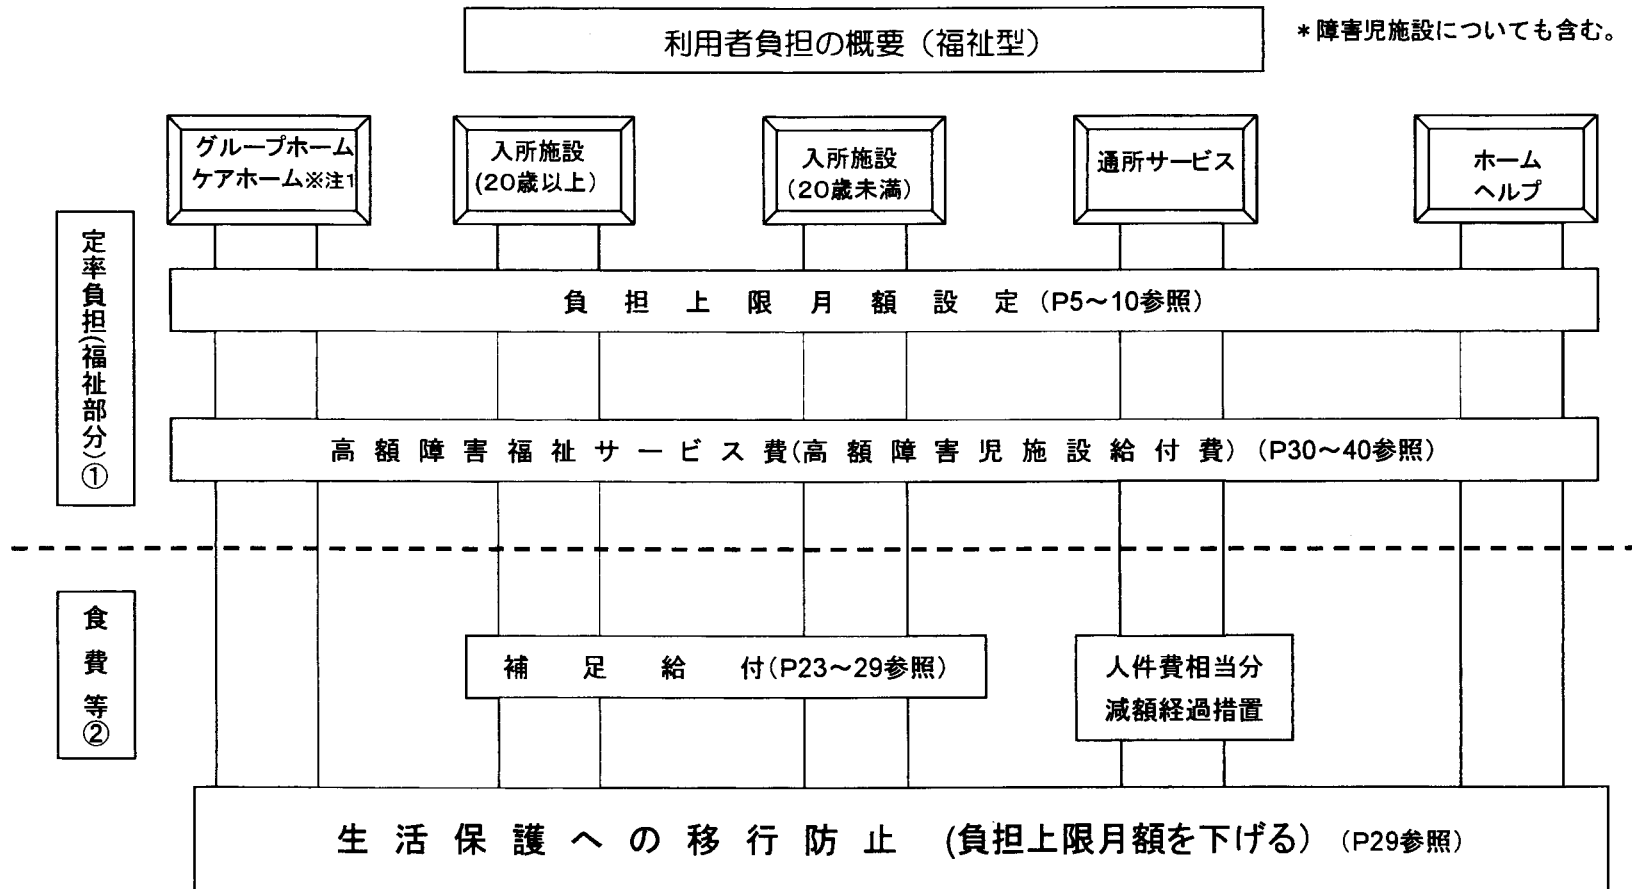 利用者負担の概要（福祉型）
＊障害児施設についても含む。
グループホーム
ケアホーム※注1
入所施設
(20歳以上）
入所施設
（20歳未満）
通所サービス
ホーム
ヘルプ
定率負担（福祉部分）①
負担上限月額設定（P5～10参照）
高額障害福祉サービス費(高額障害児施設給付費）（P30～40参照）
食費等②
補足給付(P23～29参照）
人件費相当分
減額経過措置
生活保護への移行防止 (負担上限月額を下げる）（P29参照）